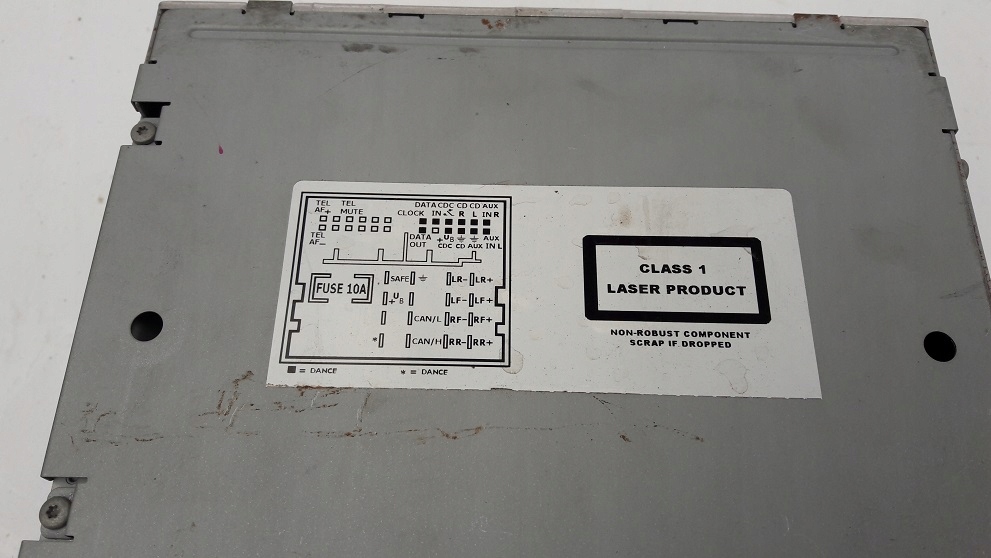 TEL TEL DATA CDC CD CD AUX
AF+ MUTE CLOCK IN R L IN R
TEL DATA +UB AUX
AF- OUT CDC CD AUX IN L
FUSE 10A
SAFE LR- LR+
+UB LF- LF+
CAN/L RF- RF+
* CAN/H RR- RR+
■ = DANCE * = DANCE
CLASS 1
LASER PRODUCT
NON-ROBUST COMPONENT
SCRAP IF DROPPED